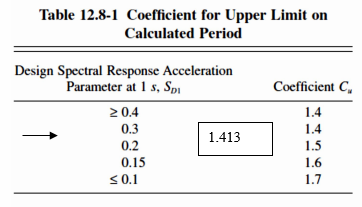 Table 12.8-1 Coefficient for Upper Limit on
Calculated Period
Design Spectral Response Acceleration
Parameter at 1 s, S_D1 Coefficient C_u
≥ 0.4 1.4
0.3 1.4
1.413
0.2 1.5
0.15 1.6
≤ 0.1 1.7